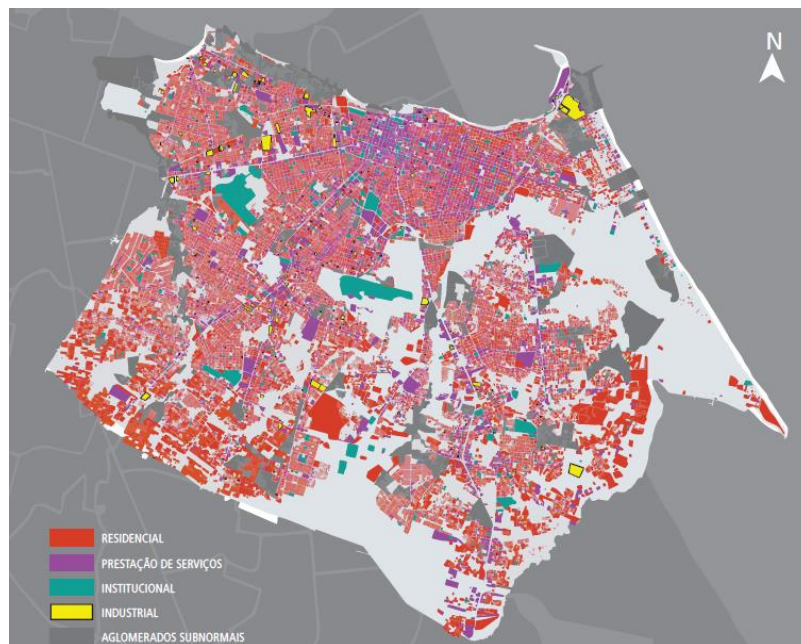 N
RESIDENCIAL
PRESTAÇÃO DE SERVIÇOS
INSTITUCIONAL
INDUSTRIAL
AGLOMERADOS SUBNORMAIS